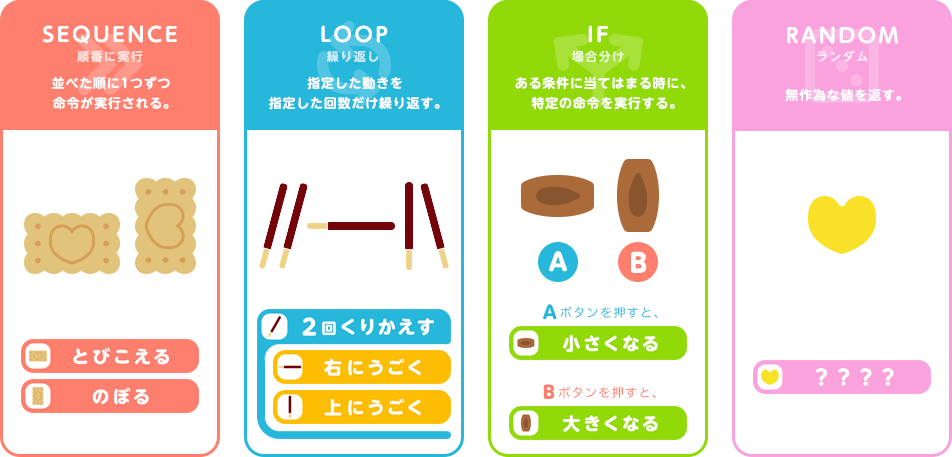 SEQUENCE
順番に実行
並べた順に1つずつ
命令が実行される。
とびこえる
のぼる
LOOP
繰り返し
指定した動きを
指定した回数だけ繰り返す。
2回くりかえす
右にうごく
上にうごく
IF
場合分け
ある条件に当てはまる時に、
特定の命令を実行する。
A
B
Aボタンを押すと、
小さくなる
Bボタンを押すと、
大きくなる
RANDOM
ランダム
無作為な値を返す。
????